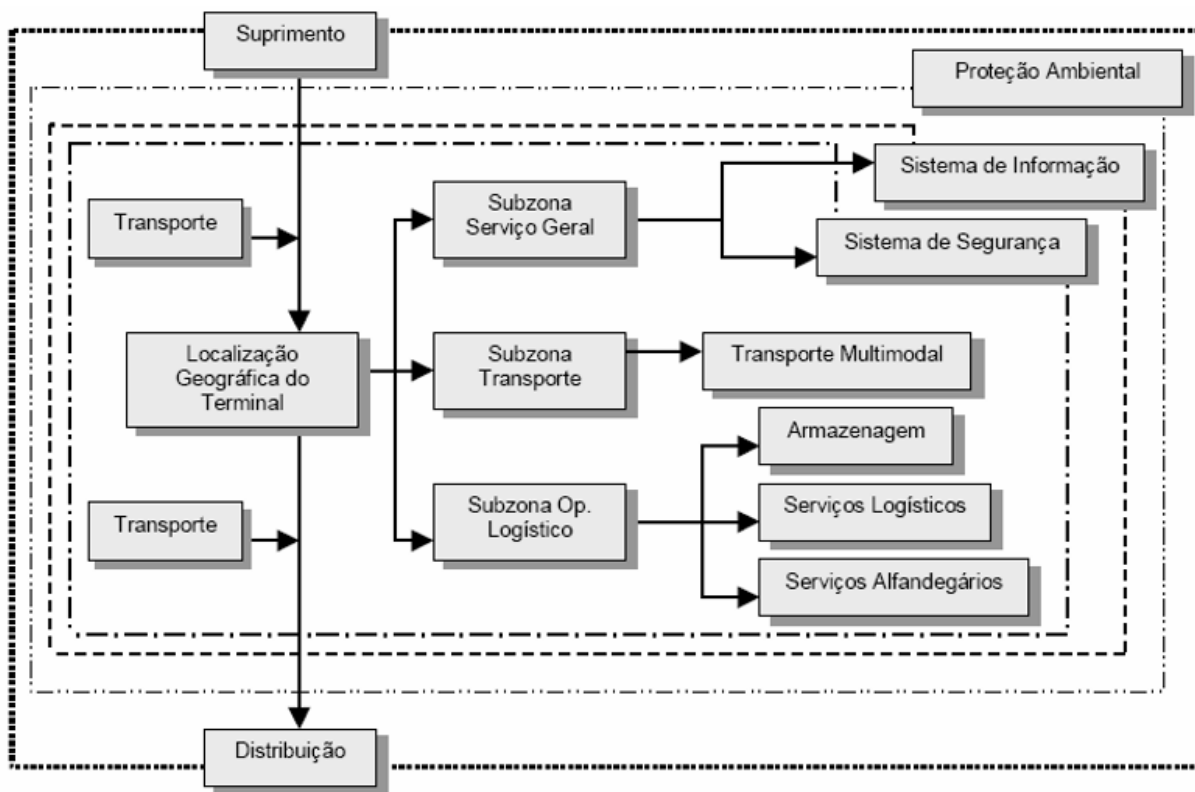 Suprimento
Proteção Ambiental
Sistema de Informação
Transporte
Subzona
Serviço Geral
Sistema de Segurança
Localização
Geográfica do
Terminal
Subzona
Transporte
Transporte Multimodal
Armazenagem
Transporte
Subzona Op.
Logístico
Serviços Logísticos
Serviços Alfandegários
Distribuição